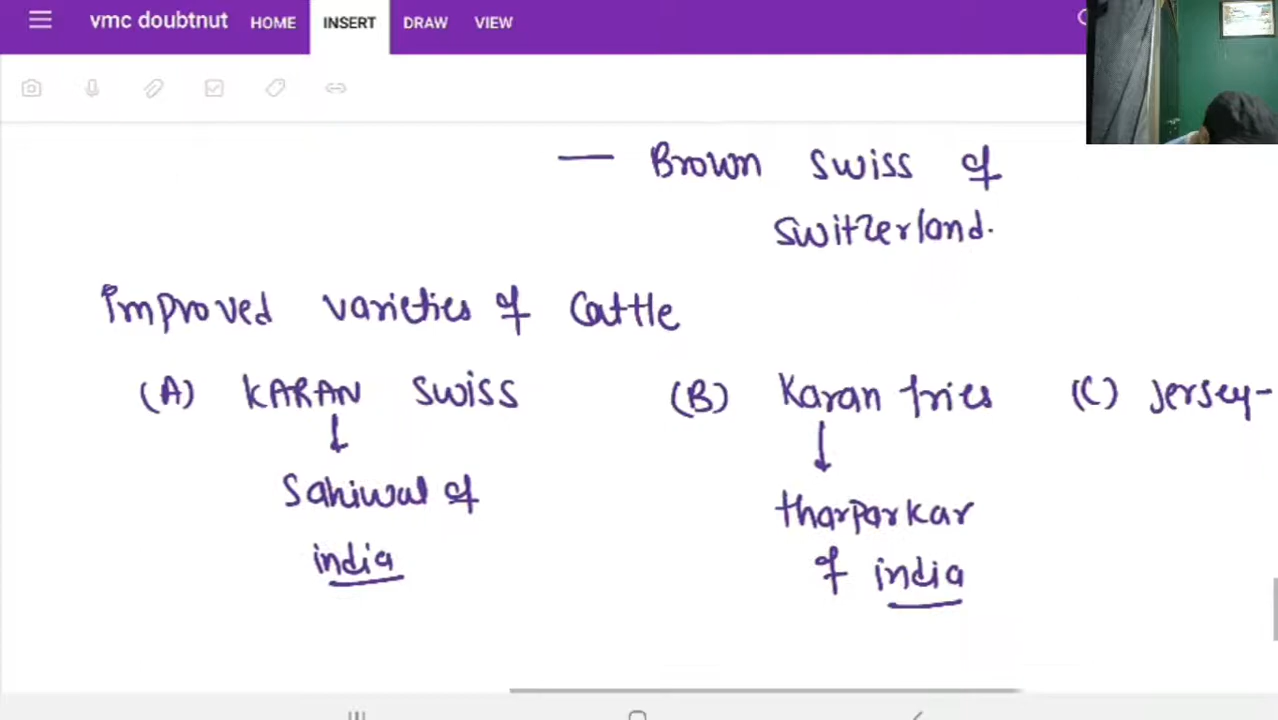 vmc doubtnut HOME INSERT DRAW VIEW
— Brown swiss of
switzerland.
Improved varieties of Cattle
(A) KARAN SWISS (B) Karan fries (C) Jersey-
Sahiwal of
india
tharparkar
of india